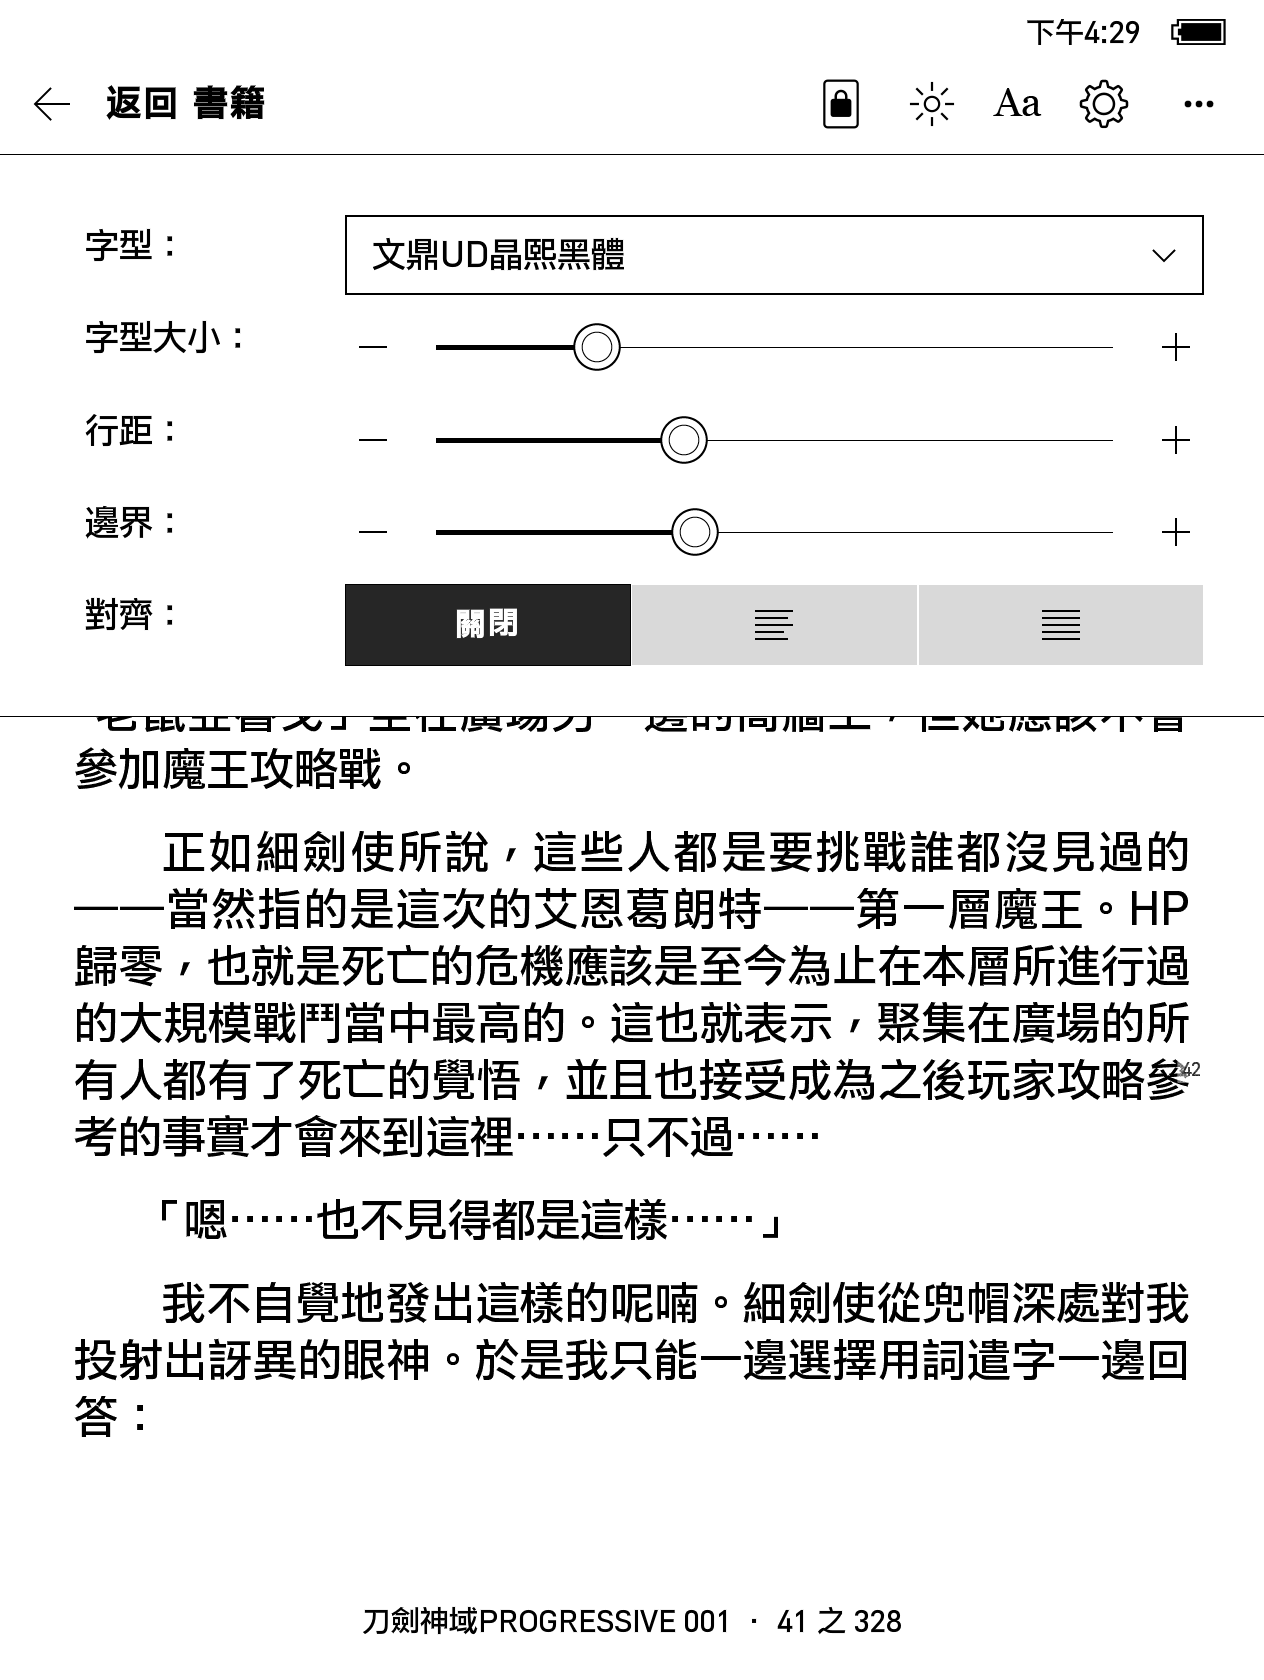 下午4:29
返回 書籍
Aa
字型：
文鼎UD晶熙黑體
字型大小：
行距：
邊界：
對齊：
關閉
參加魔王攻略戰。
正如細劍使所說，這些人都是要挑戰誰都沒見過的
——當然指的是這次的艾恩葛朗特——第一層魔王。HP
歸零，也就是死亡的危機應該是至今為止在本層所進行過
的大規模戰鬥當中最高的。這也就表示，聚集在廣場的所
有人都有了死亡的覺悟，並且也接受成為之後玩家攻略參
42
考的事實才會來到這裡……只不過……
「嗯……也不見得都是這樣……」
我不自覺地發出這樣的呢喃。細劍使從兜帽深處對我
投射出訝異的眼神。於是我只能一邊選擇用詞遣字一邊回
答：
刀劍神域PROGRESSIVE 001 · 41 之 328